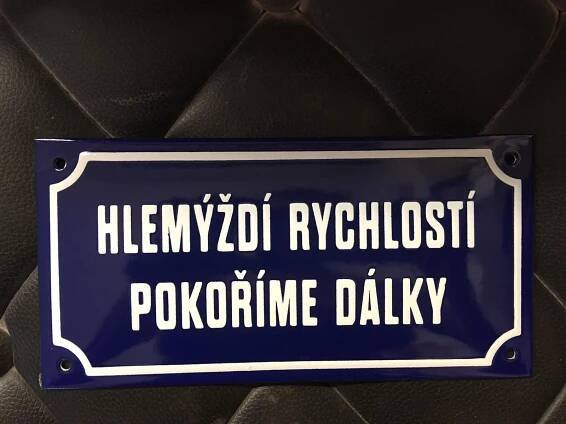 HLEMÝŽDÍ RYCHLOSTÍ
POKOŘÍME DÁLKY